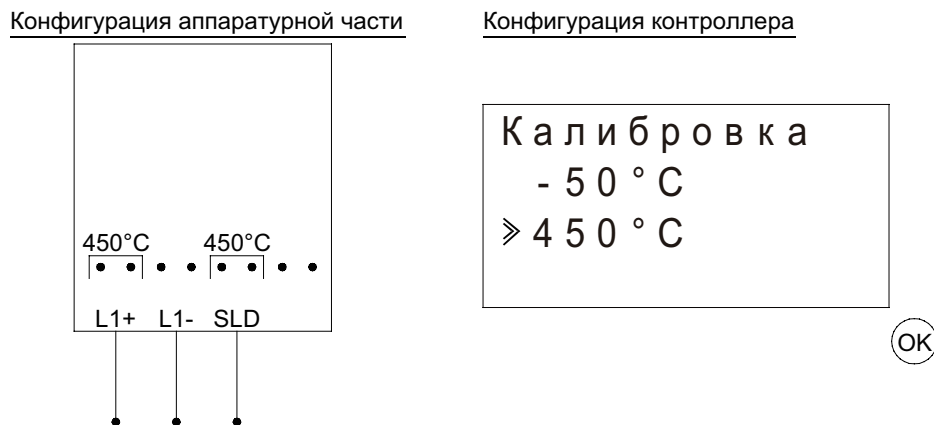 Конфигурация аппаратурной части
450°C 450°C
L1+ L1- SLD
Конфигурация контроллера
Калибровка
-50°C
450°C
OK